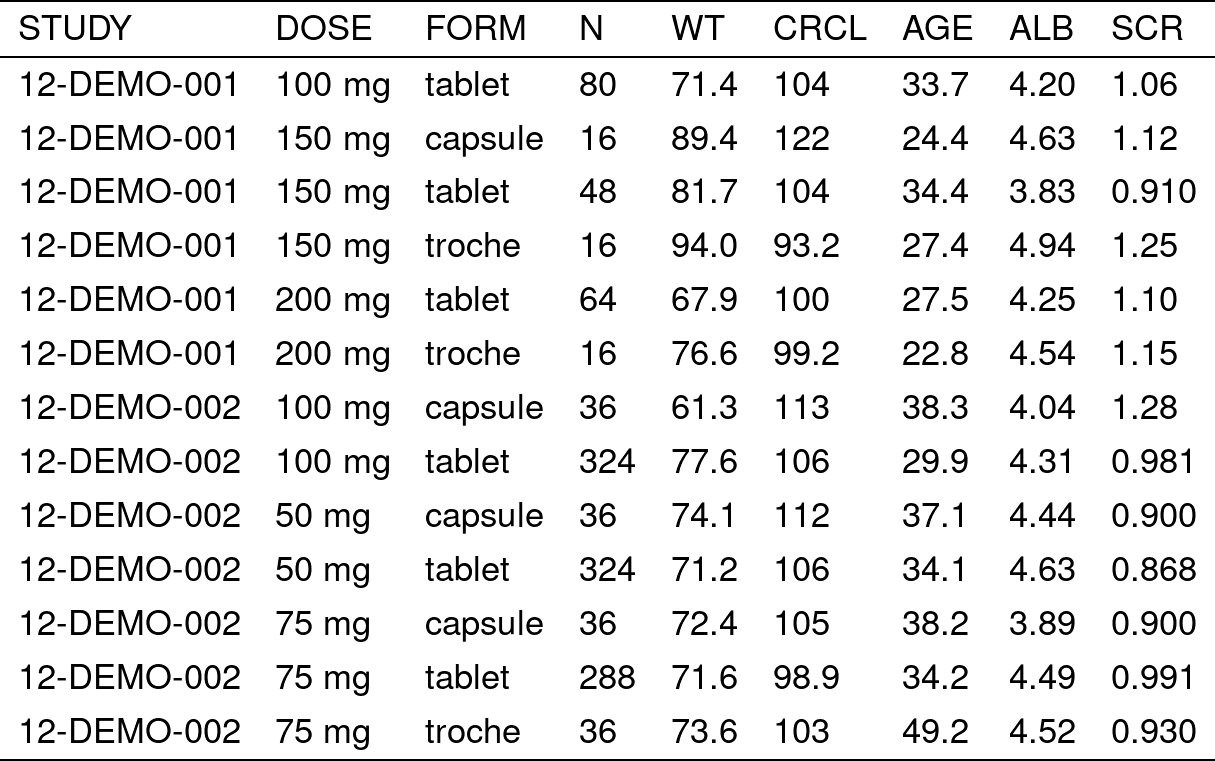 STUDY DOSE FORM N WT CRCL AGE ALB SCR
12-DEMO-001 100 mg tablet 80 71.4 104 33.7 4.20 1.06
12-DEMO-001 150 mg capsule 16 89.4 122 24.4 4.63 1.12
12-DEMO-001 150 mg tablet 48 81.7 104 34.4 3.83 0.910
12-DEMO-001 150 mg troche 16 94.0 93.2 27.4 4.94 1.25
12-DEMO-001 200 mg tablet 64 67.9 100 27.5 4.25 1.10
12-DEMO-001 200 mg troche 16 76.6 99.2 22.8 4.54 1.15
12-DEMO-002 100 mg capsule 36 61.3 113 38.3 4.04 1.28
12-DEMO-002 100 mg tablet 324 77.6 106 29.9 4.31 0.981
12-DEMO-002 50 mg capsule 36 74.1 112 37.1 4.44 0.900
12-DEMO-002 50 mg tablet 324 71.2 106 34.1 4.63 0.868
12-DEMO-002 75 mg capsule 36 72.4 105 38.2 3.89 0.900
12-DEMO-002 75 mg tablet 288 71.6 98.9 34.2 4.49 0.991
12-DEMO-002 75 mg troche 36 73.6 103 49.2 4.52 0.930